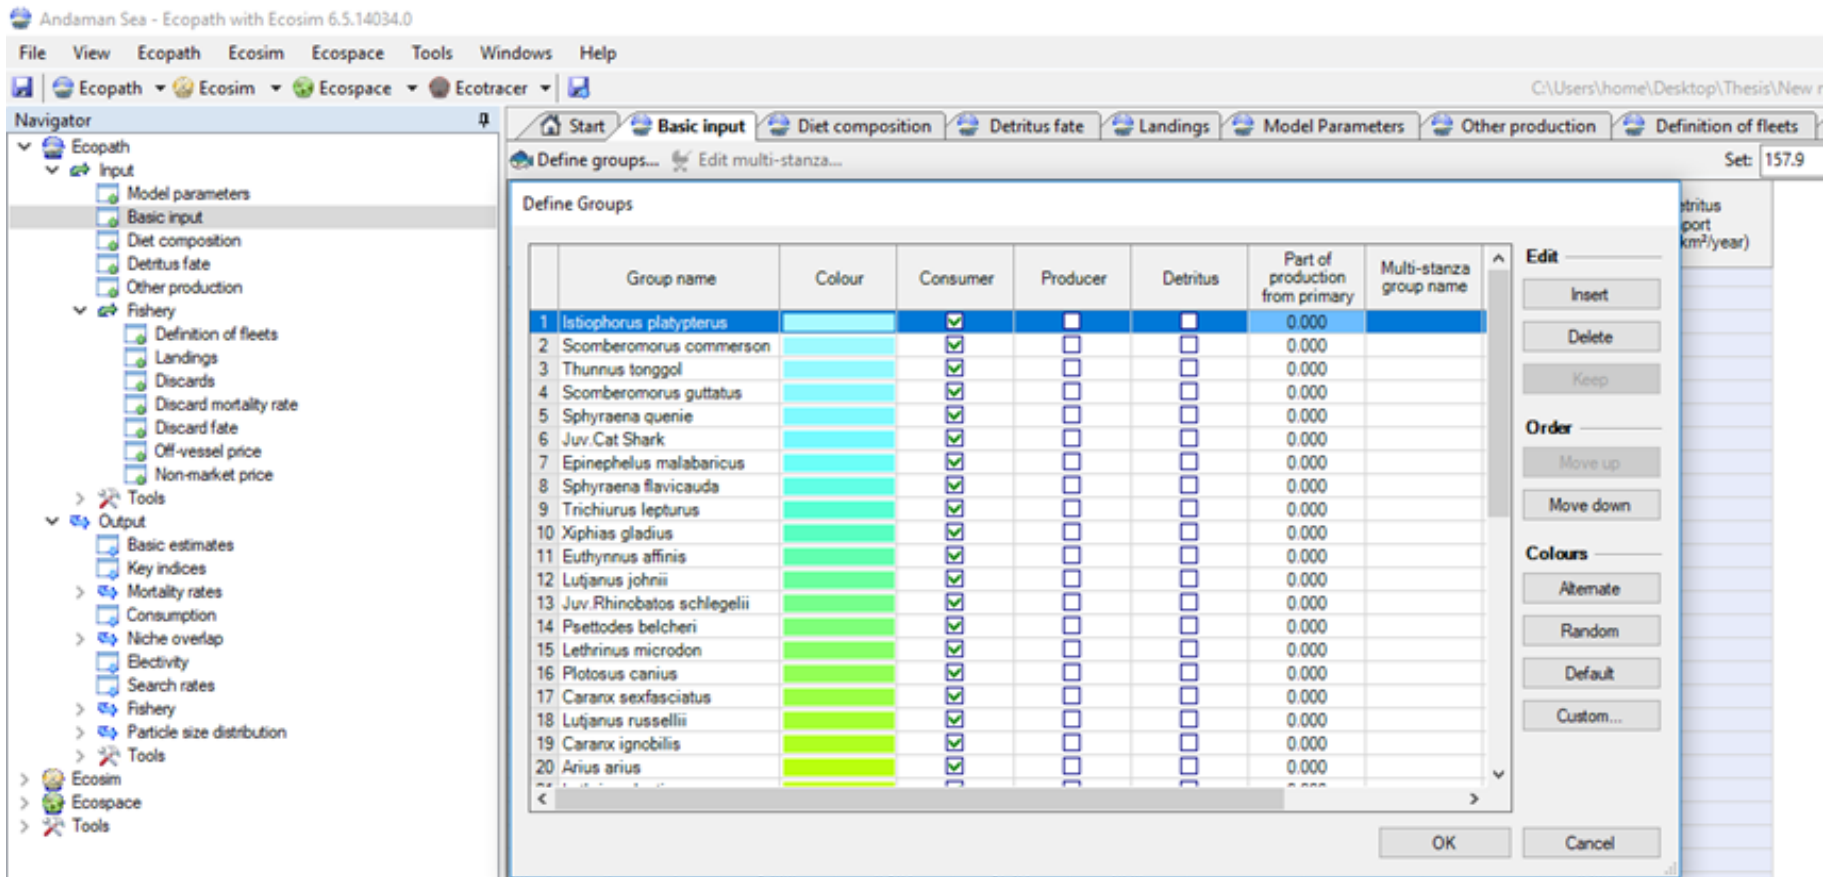 Andaman Sea - Ecopath with Ecosim 6.5.14034.0
File View Ecopath Ecosim Ecospace Tools Windows Help
Ecopath Ecosim Ecospace Ecotracer C:\Users\home\Desktop\Thesis\New
Navigator
Ecopath
Input
Model parameters
Basic input
Diet composition
Detritus fate
Other production
Fishery
Definition of fleets
Landings
Discards
Discard mortality rate
Discard fate
Off-vessel price
Non-market price
Tools
Output
Basic estimates
Key indices
Mortality rates
Consumption
Niche overlap
Electivity
Search rates
Fishery
Particle size distribution
Tools
Ecosim
Ecospace
Tools
Start Basic input Diet composition Detritus fate Landings Model Parameters Other production Definition of fleets
Define groups... Edit multi-stanza... Set: 157.9
etritus
port
km²/year)
Define Groups
Group name Colour Consumer Producer Detritus Part of production from primary Multi-stanza group name
1 Istiophorus platypterus 0.000
2 Scomberomorus commerson 0.000
3 Thunnus tonggol 0.000
4 Scomberomorus guttatus 0.000
5 Sphyraena quenie 0.000
6 Juv.Cat Shark 0.000
7 Epinephelus malabaricus 0.000
8 Sphyraena flavicauda 0.000
9 Trichiurus lepturus 0.000
10 Xiphias gladius 0.000
11 Euthynnus affinis 0.000
12 Lutjanus johnii 0.000
13 Juv.Rhinobatos schlegelii 0.000
14 Psettodes belcheri 0.000
15 Lethrinus microdon 0.000
16 Plotosus canius 0.000
17 Caranx sexfasciatus 0.000
18 Lutjanus russellii 0.000
19 Caranx ignobilis 0.000
20 Arius arius 0.000
Edit
Insert
Delete
Keep
Order
Move up
Move down
Colours
Alternate
Random
Default
Custom...
OK Cancel